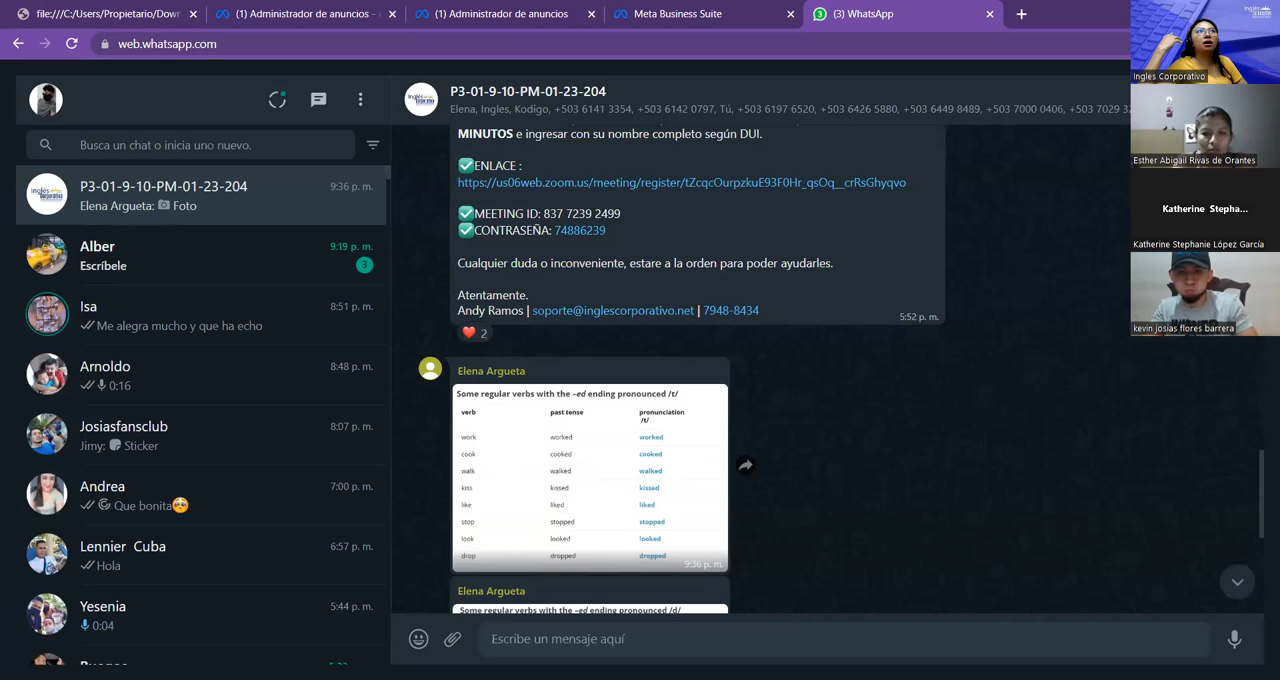 file:///C:/Users/Propietario/Dow
(1) Administrador de anuncios - A
(1) Administrador de anuncios
Meta Business Suite
(3) WhatsApp
web.whatsapp.com
Ingles Corporativo
Esther Abigail Rivas de Orantes
Katherine Stepha...
Katherine Stephanie López García
kevin josias flores barrera
Busca un chat o inicia uno nuevo.
P3-01-9-10-PM-01-23-204
9:36 p. m.
Elena Argueta: Foto
Alber
9:19 p. m.
Escríbele
3
Isa
8:51 p. m.
Me alegra mucho y que ha echo
Arnoldo
8:48 p. m.
0:16
Josiasfansclub
8:07 p. m.
Jimy: Sticker
Andrea
7:00 p. m.
Que bonita🥺
Lennier Cuba
6:57 p. m.
Hola
Yesenia
5:44 p. m.
0:04
P3-01-9-10-PM-01-23-204
Elena, Ingles, Kodigo, +503 6141 3354, +503 6142 0797, Tú, +503 6197 6520, +503 6426 5880, +503 6449 8489, +503 7000 0406, +503 7029 32
MINUTOS e ingresar con su nombre completo según DUI.
✅ENLACE :
https://us06web.zoom.us/meeting/register/tZcqcOurpzkuE93F0Hr_qsOq__crRsGhyqvo
✅MEETING ID: 837 7239 2499
✅CONTRASEÑA: 74886239
Cualquier duda o inconveniente, estare a la orden para poder ayudarles.
Atentamente.
Andy Ramos | soporte@inglescorporativo.net | 7948-8434
5:52 p. m.
❤️ 2
Elena Argueta
Some regular verbs with the –ed ending pronounced /t/
verb past tense pronunciation /t/
work worked worked
cook cooked cooked
walk walked walked
kiss kissed kissed
like liked liked
stop stopped stopped
look looked looked
drop dropped dropped
9:36 p. m.
Elena Argueta
Some regular verbs with the –ed ending pronounced /d/
Escribe un mensaje aquí